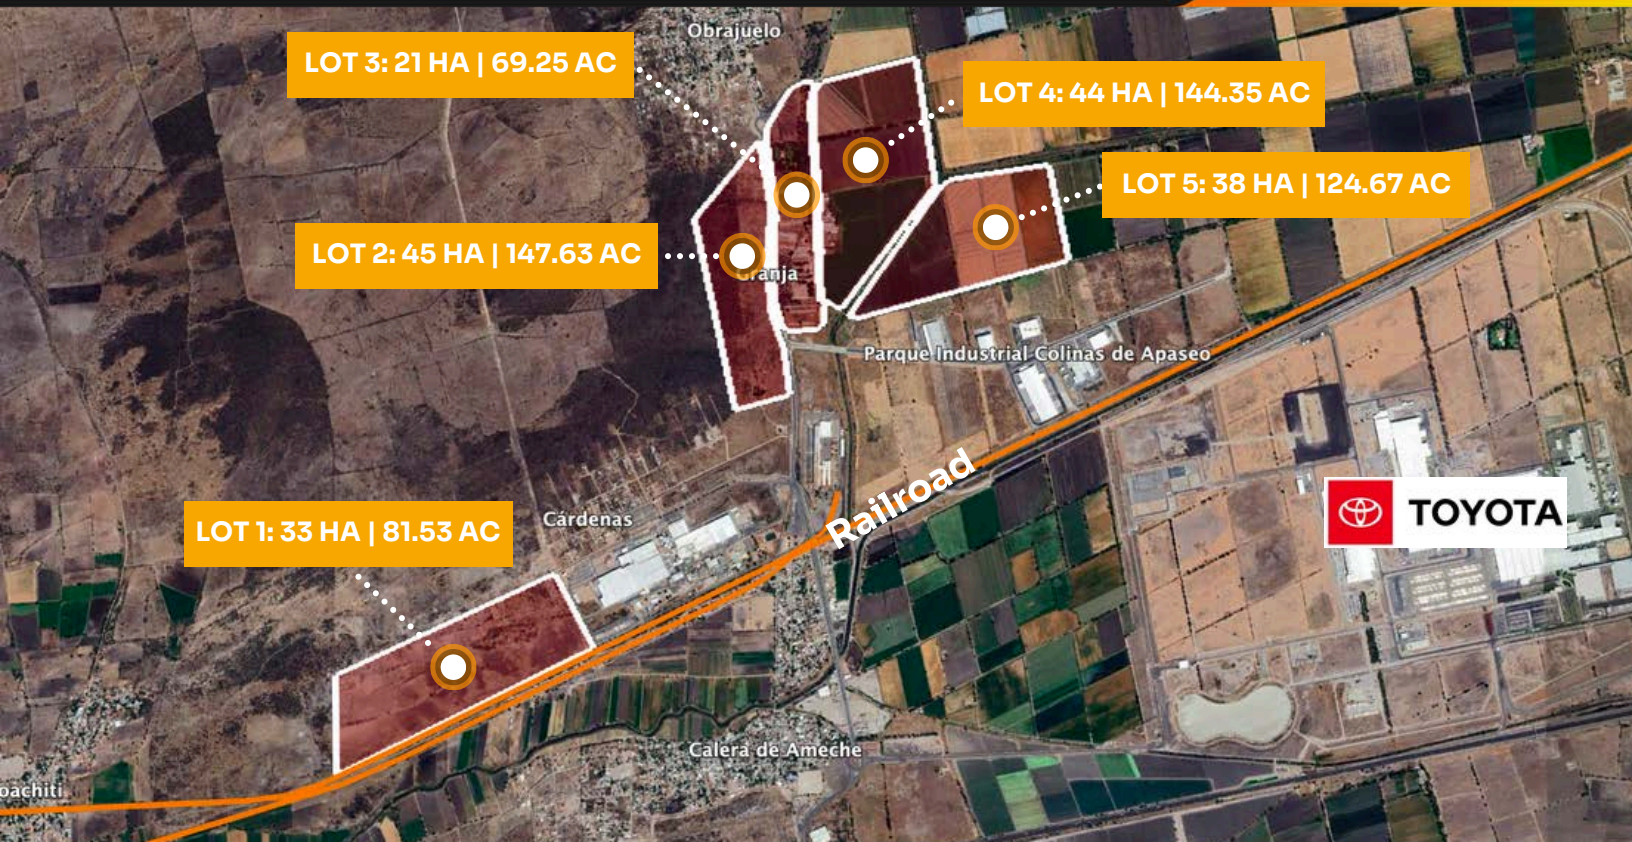 Obrajuelo
LOT 3: 21 HA | 69.25 AC
LOT 4: 44 HA | 144.35 AC
LOT 5: 38 HA | 124.67 AC
LOT 2: 45 HA | 147.63 AC
Granja
Parque Industrial Colinas de Apaseo
Railroad
TOYOTA
LOT 1: 33 HA | 81.53 AC
Cárdenas
Calera de Ameche
oachiti